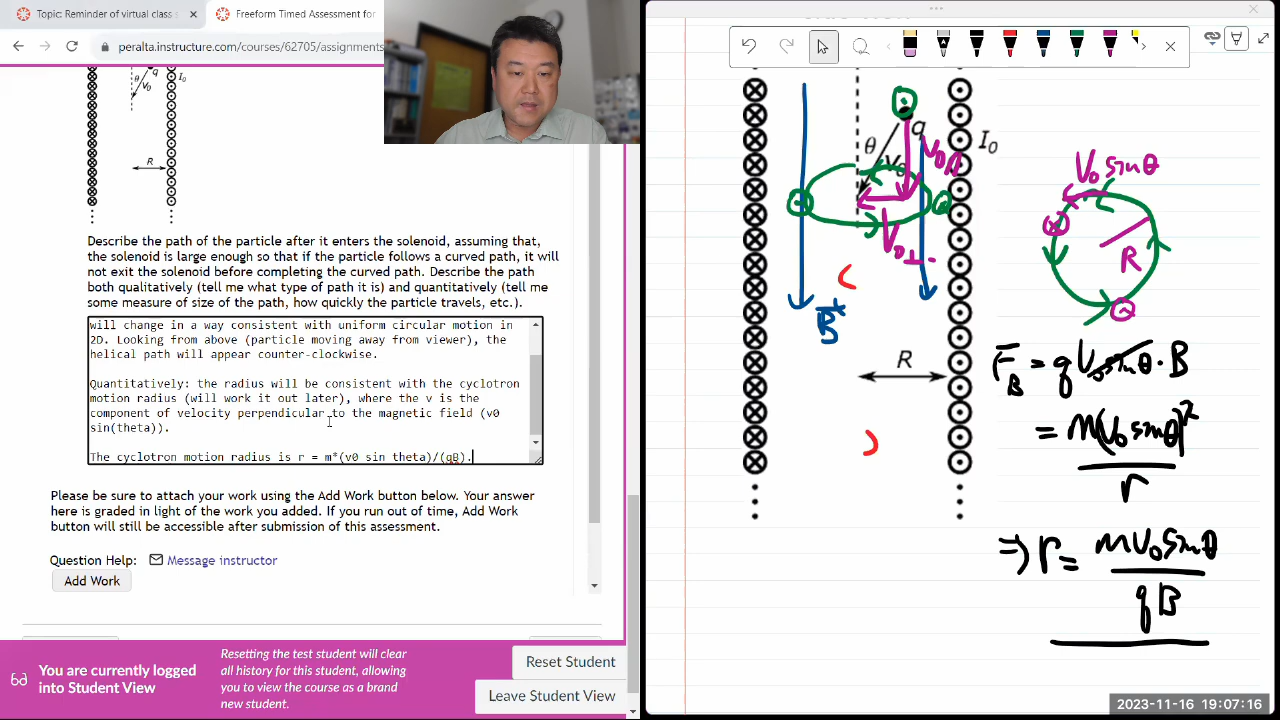 Topic: Reminder of virtual class s
Freeform Timed Assessment for
peralta.instructure.com/courses/62705/assignments
q
θ
V₀
I₀
R
Describe the path of the particle after it enters the solenoid, assuming that,
the solenoid is large enough so that if the particle follows a curved path, it will
not exit the solenoid before completing the curved path. Describe the path
both qualitatively (tell me what type of path it is) and quantitatively (tell me
some measure of size of the path, how quickly the particle travels, etc.).
will change in a way consistent with uniform circular motion in
2D. Looking from above (particle moving away from viewer), the
helical path will appear counter-clockwise.
Quantitatively: the radius will be consistent with the cyclotron
motion radius (will work it out later), where the v is the
component of velocity perpendicular to the magnetic field (v0
sin(theta)).
The cyclotron motion radius is r = m*(v0 sin theta)/(qB).
Please be sure to attach your work using the Add Work button below. Your answer
here is graded in light of the work you added. If you run out of time, Add Work
button will still be accessible after submission of this assessment.
Question Help: Message instructor
Add Work
You are currently logged
into Student View
Resetting the test student will clear
all history for this student, allowing
you to view the course as a brand
new student.
Reset Student
Leave Student View
q
θ
V₀
I₀
V₀⊥
B
R
V₀ sinθ
R
F_B = q V₀ sinθ · B
= m(V₀ sinθ)²
r
⇒ r = mV₀ sinθ
qB
2023-11-16 19:07:16